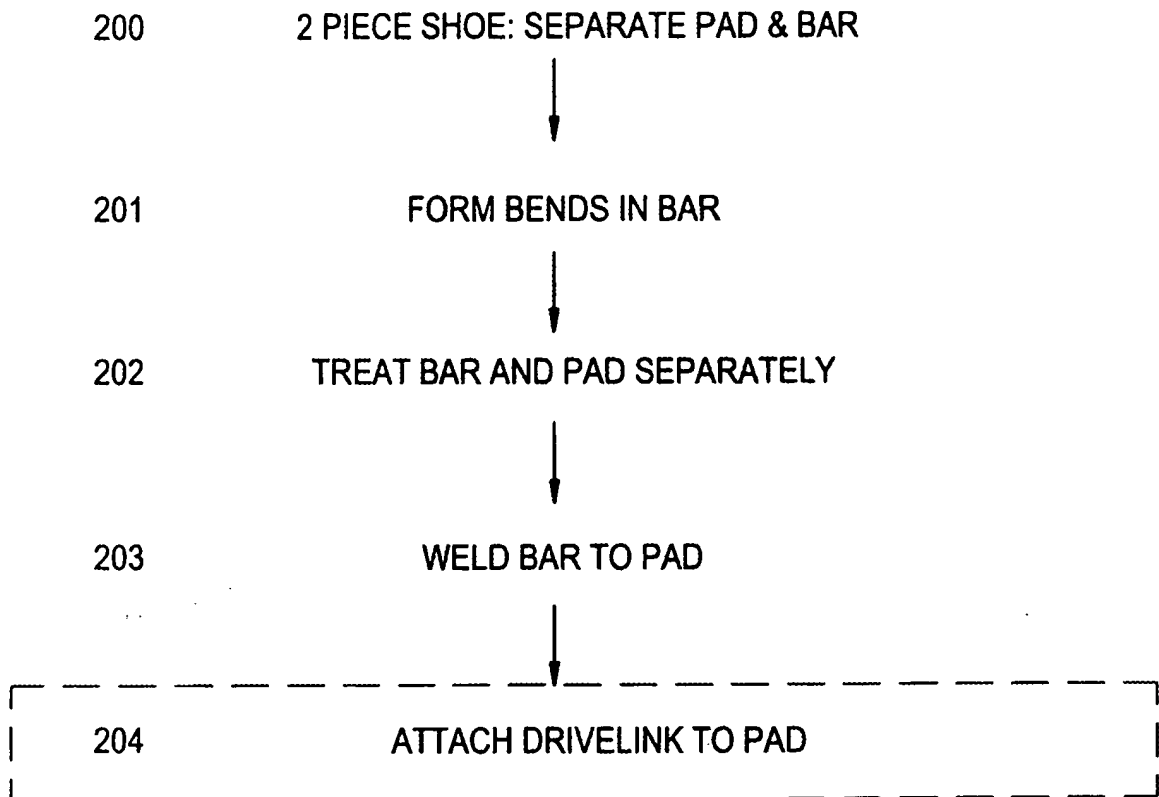 200 2 PIECE SHOE: SEPARATE PAD & BAR
201 FORM BENDS IN BAR
202 TREAT BAR AND PAD SEPARATELY
203 WELD BAR TO PAD
204 ATTACH DRIVELINK TO PAD